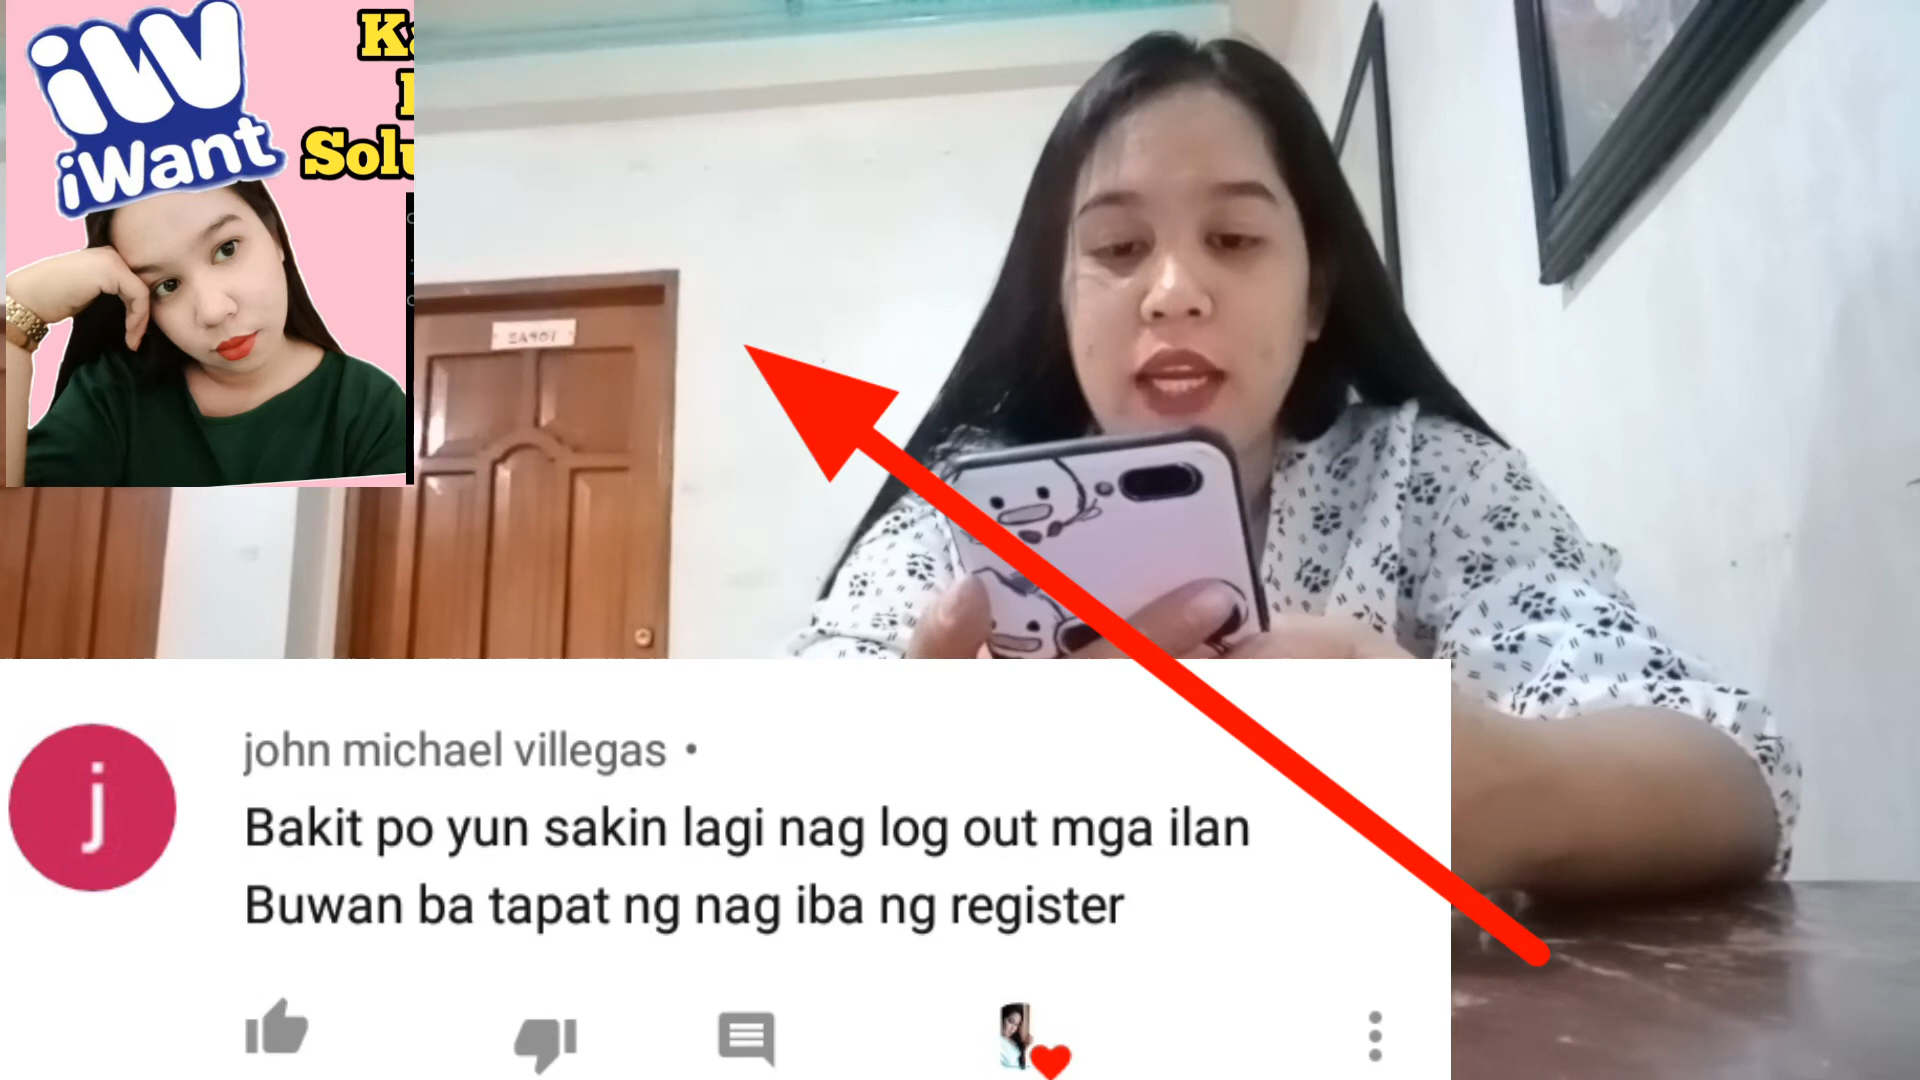 iW
iWant
john michael villegas •
j
Bakit po yun sakin lagi nag log out mga ilan
Buwan ba tapat ng nag iba ng register